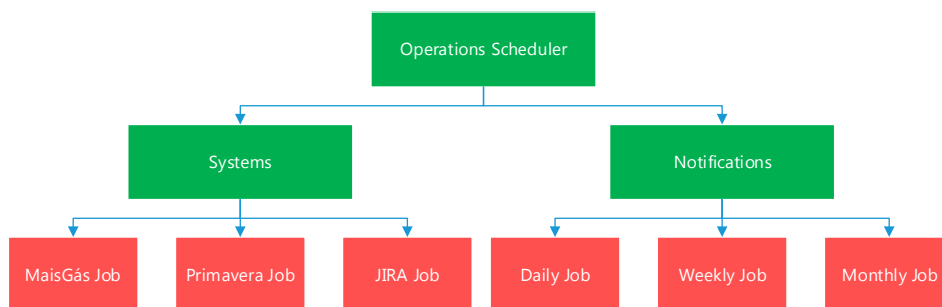 Operations Scheduler
Systems
Notifications
MaisGás Job
Primavera Job
JIRA Job
Daily Job
Weekly Job
Monthly Job